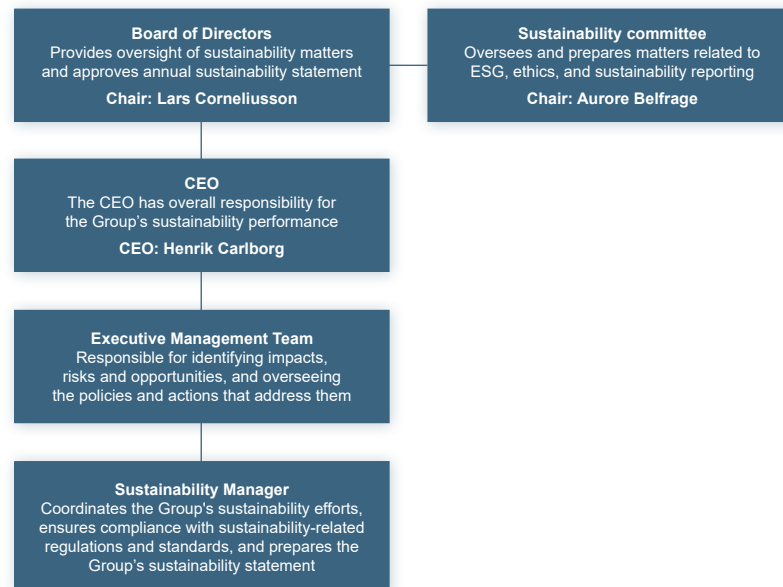 Board of Directors
Provides oversight of sustainability matters
and approves annual sustainability statement
Chair: Lars Corneliusson
Sustainability committee
Oversees and prepares matters related to
ESG, ethics, and sustainability reporting
Chair: Aurore Belfrage
CEO
The CEO has overall responsibility for
the Group’s sustainability performance
CEO: Henrik Carlborg
Executive Management Team
Responsible for identifying impacts,
risks and opportunities, and overseeing
the policies and actions that address them
Sustainability Manager
Coordinates the Group's sustainability efforts,
ensures compliance with sustainability-related
regulations and standards, and prepares the
Group’s sustainability statement